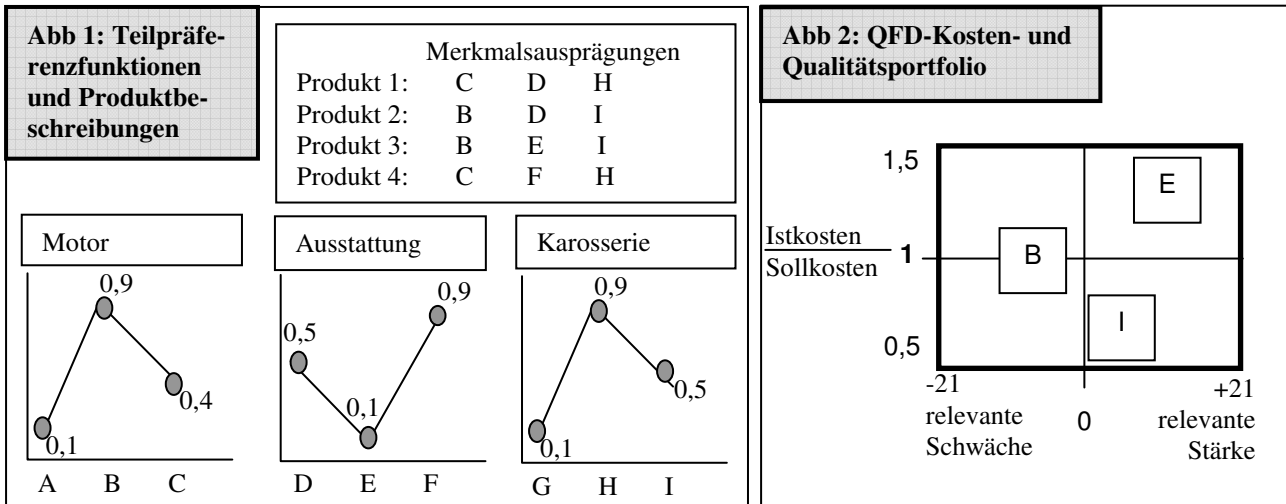 Abb 1: Teilpräfe-
renzfunktionen
und Produktbe-
schreibungen
Merkmalsausprägungen
Produkt 1: C D H
Produkt 2: B D I
Produkt 3: B E I
Produkt 4: C F H
Motor
0,9
0,4
0,1
A B C
Ausstattung
0,9
0,5
0,1
D E F
Karosserie
0,9
0,5
0,1
G H I
Abb 2: QFD-Kosten- und
Qualitätsportfolio
1,5
E
Istkosten
Sollkosten
1
B
I
0,5
-21
relevante
Schwäche
0
+21
relevante
Stärke